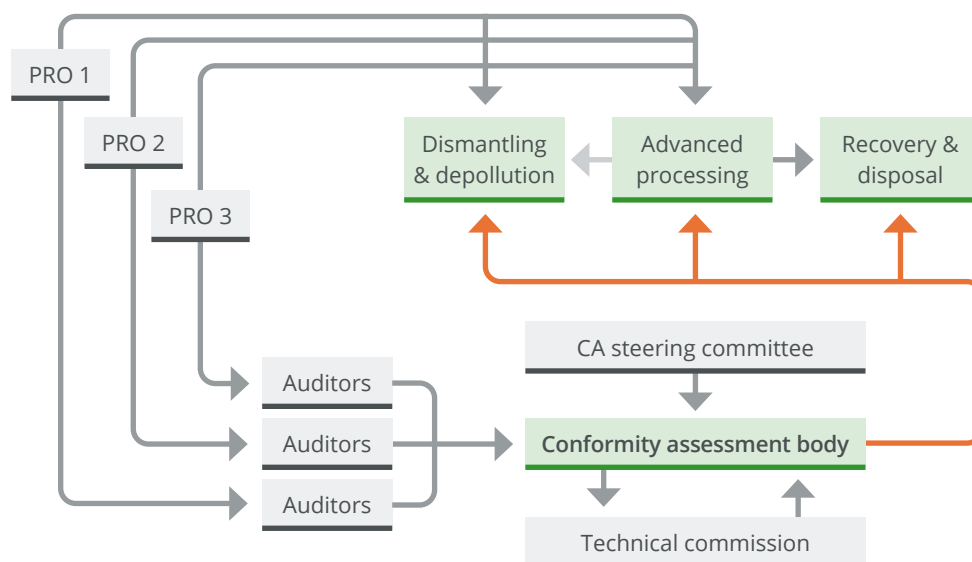 PRO 1
PRO 2
PRO 3
Dismantling
& depollution
Advanced
processing
Recovery &
disposal
CA steering committee
Auditors
Auditors
Auditors
Conformity assessment body
Technical commission